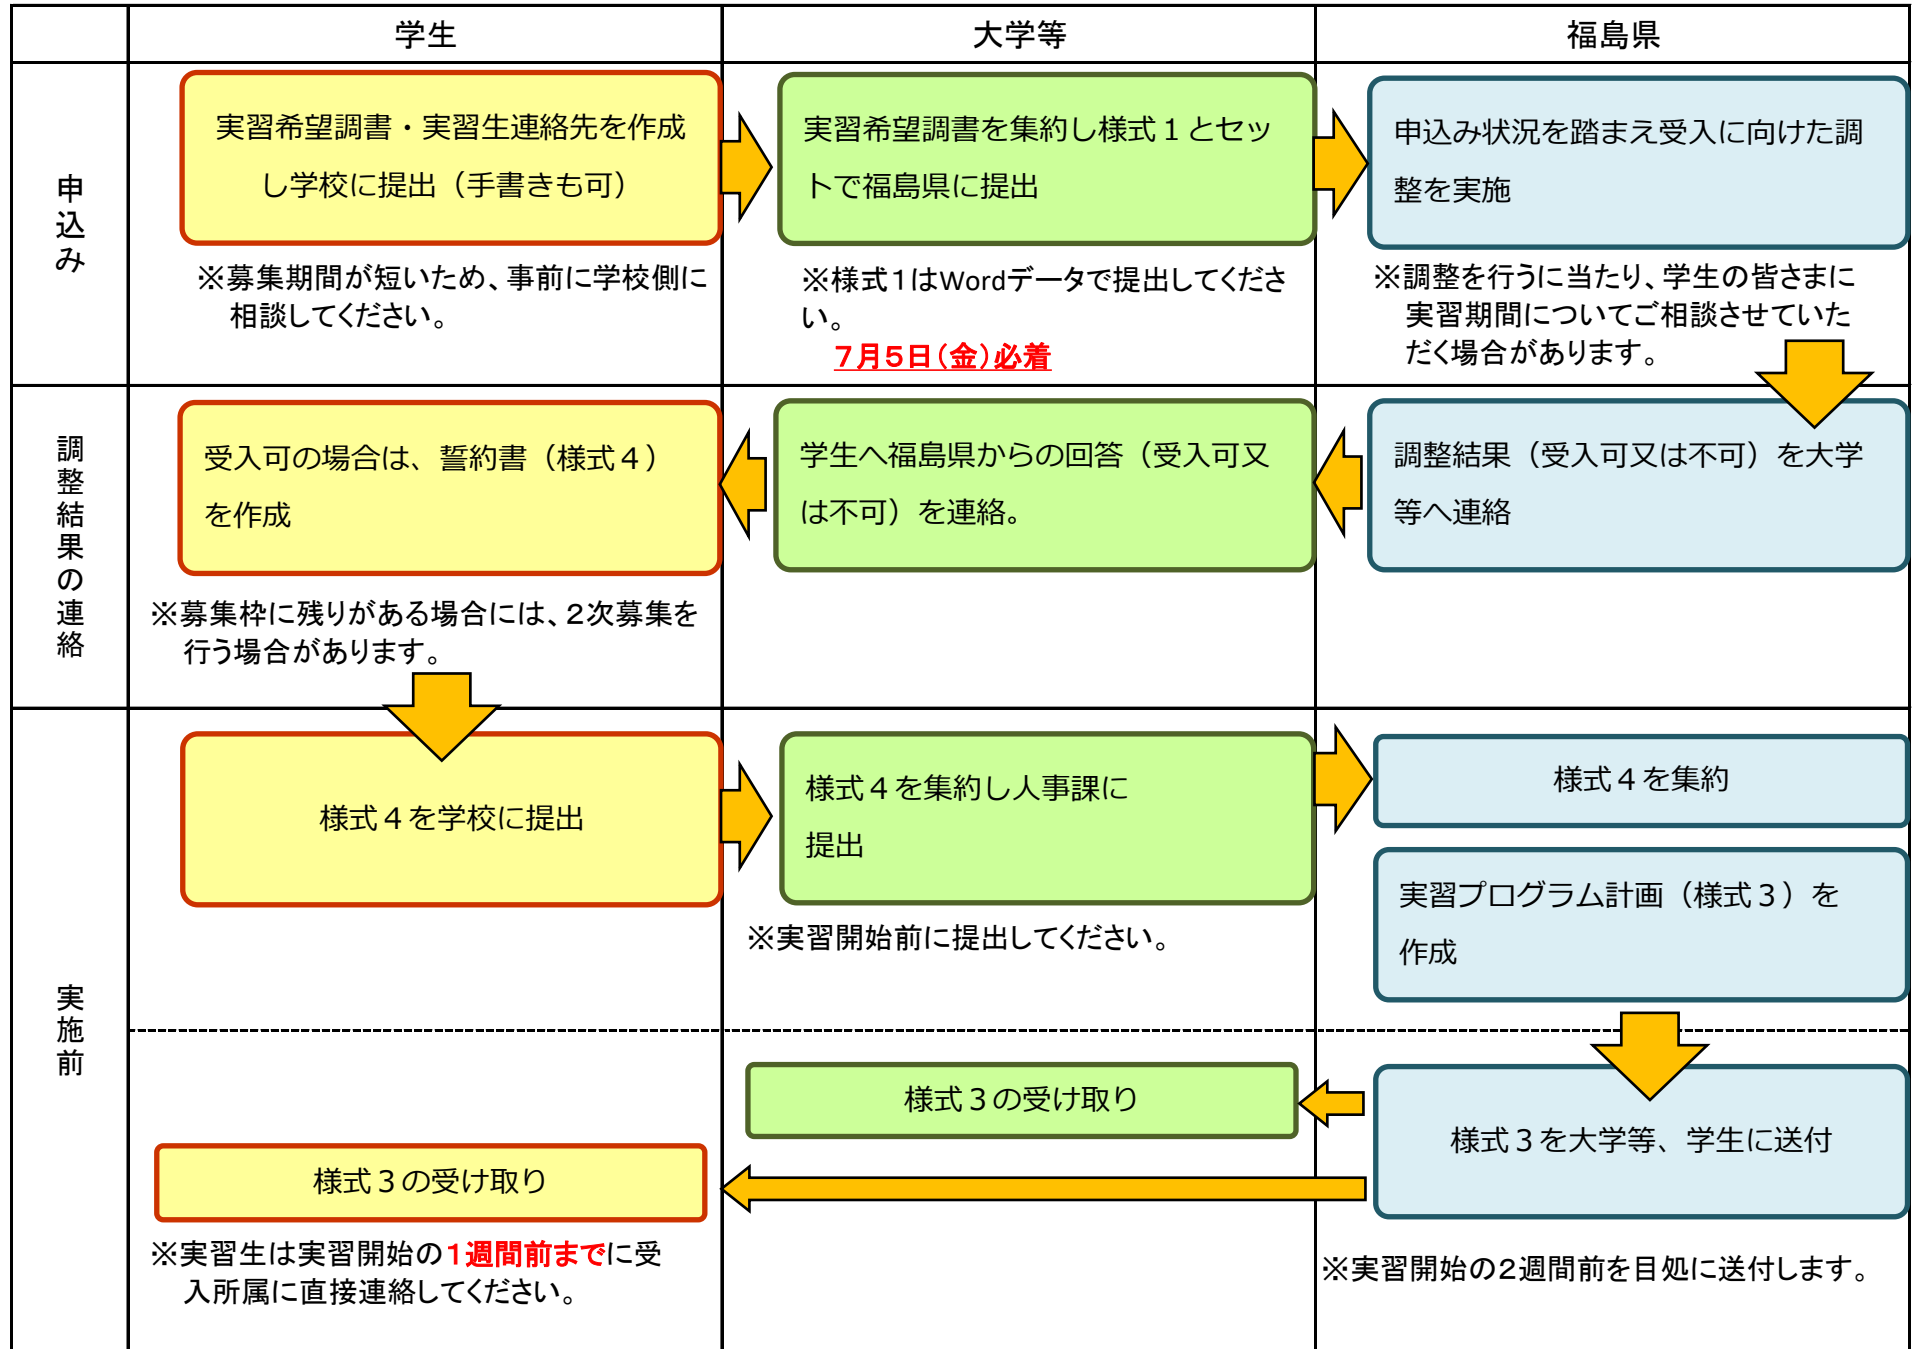 学生
大学等
福島県
申込み
実習希望調書・実習生連絡先を作成
し学校に提出（手書きも可）
※募集期間が短いため、事前に学校側に
相談してください。
実習希望調書を集約し様式１とセッ
トで福島県に提出
※様式１はWordデータで提出してくださ
い。
７月５日（金）必着
申込み状況を踏まえ受入に向けた調
整を実施
※調整を行うに当たり、学生の皆さまに
実習期間についてご相談させていた
だく場合があります。
調整結果の連絡
受入可の場合は、誓約書（様式４）
を作成
※募集枠に残りがある場合には、２次募集を
行う場合があります。
学生へ福島県からの回答（受入可又
は不可）を連絡。
調整結果（受入可又は不可）を大学
等へ連絡
実施前
様式４を学校に提出
様式４を集約し人事課に
提出
※実習開始前に提出してください。
様式４を集約
実習プログラム計画（様式３）を
作成
様式３の受け取り
様式３を大学等、学生に送付
様式３の受け取り
※実習生は実習開始の１週間前までに受
入所属に直接連絡してください。
※実習開始の２週間前を目処に送付します。